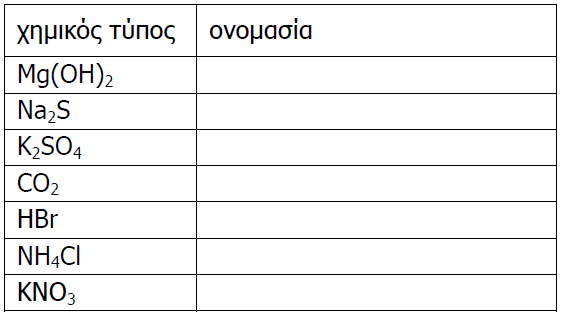 χημικός τύπος ονομασία
Mg(OH)₂
Na₂S
K₂SO₄
CO₂
HBr
NH₄Cl
KNO₃